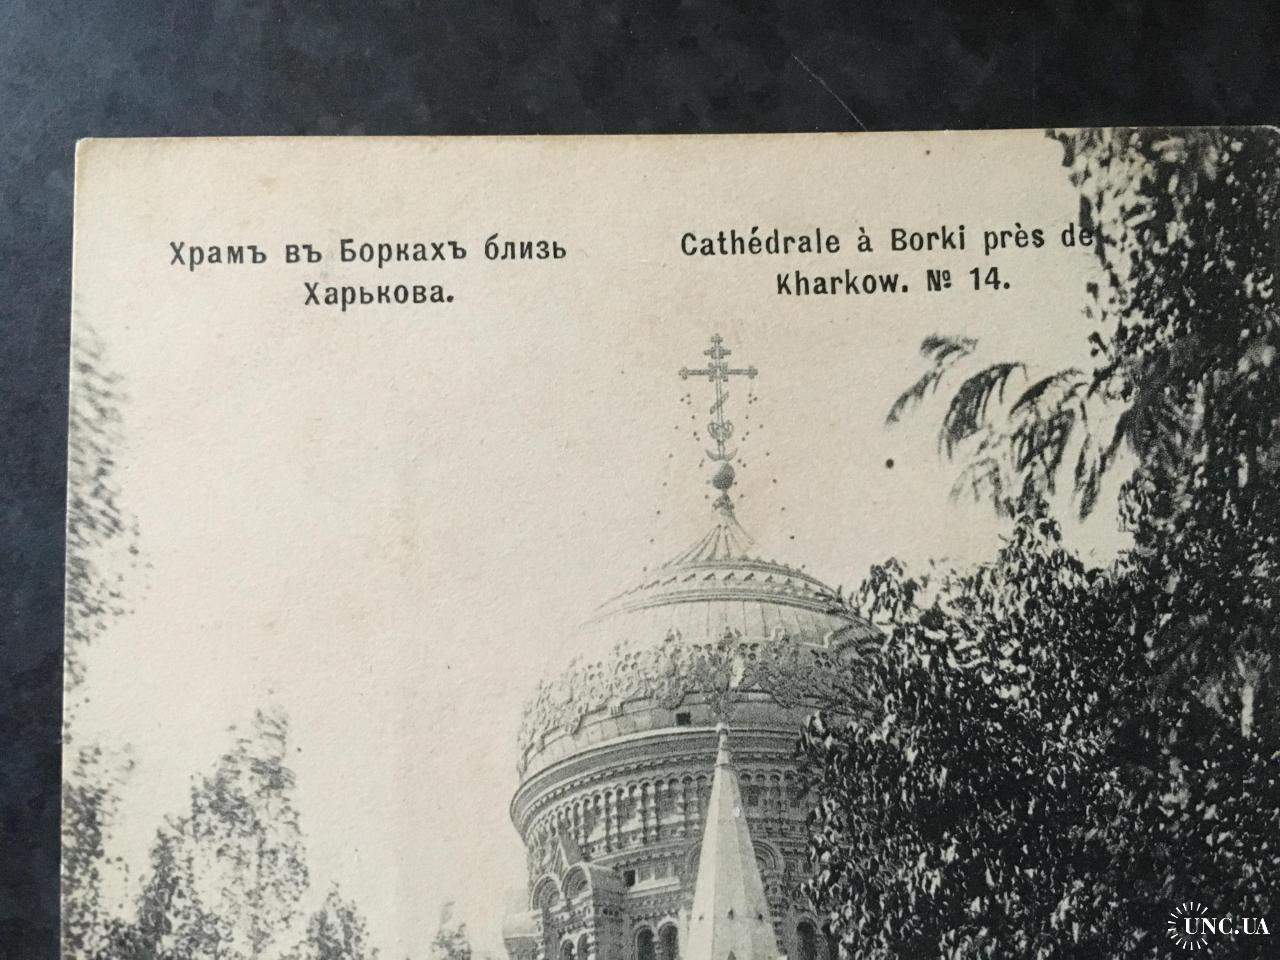 Храмъ въ Боркахъ близь
Харькова.
Cathédrale à Borki près de
Kharkow. № 14.
UNC.UA